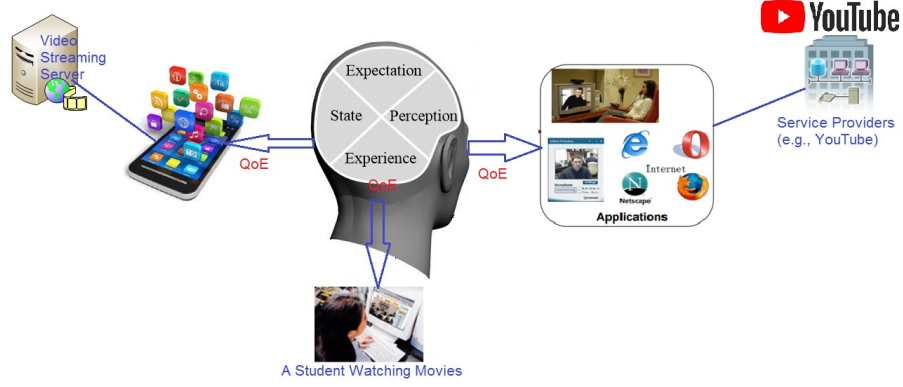 YouTube
Video
Streaming
Server
Expectation
State
Perception
Experience
QoE
QoE
QoE
Internet
Netscape
Applications
Service Providers
(e.g., YouTube)
A Student Watching Movies